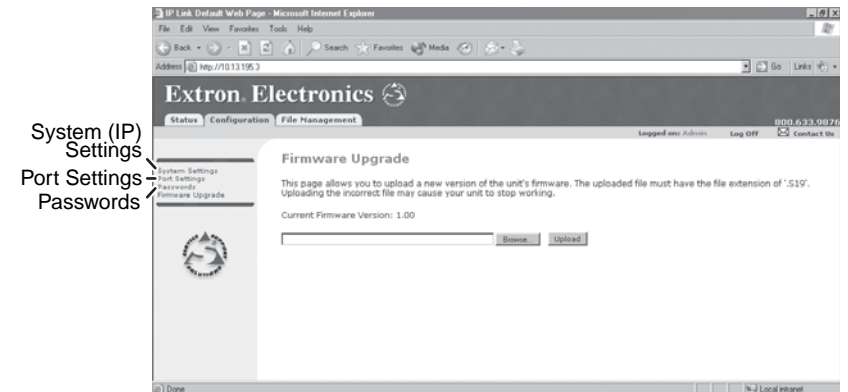 IP Link Default Web Page - Microsoft Internet Explorer
File Edit View Favorites Tools Help
Back Search Favorites Media
Address http://10.13.195.3 Go Links
Extron Electronics
Status Configuration File Management
800.633.9876
Logged on: Admin Log Off Contact Us
System (IP) Settings
Port Settings
Passwords
System Settings
Port Settings
Passwords
Firmware Upgrade
Firmware Upgrade
This page allows you to upload a new version of the unit's firmware. The uploaded file must have the file extension of '.S19'.
Uploading the incorrect file may cause your unit to stop working.
Current Firmware Version: 1.00
Browse... Upload
Done Local intranet